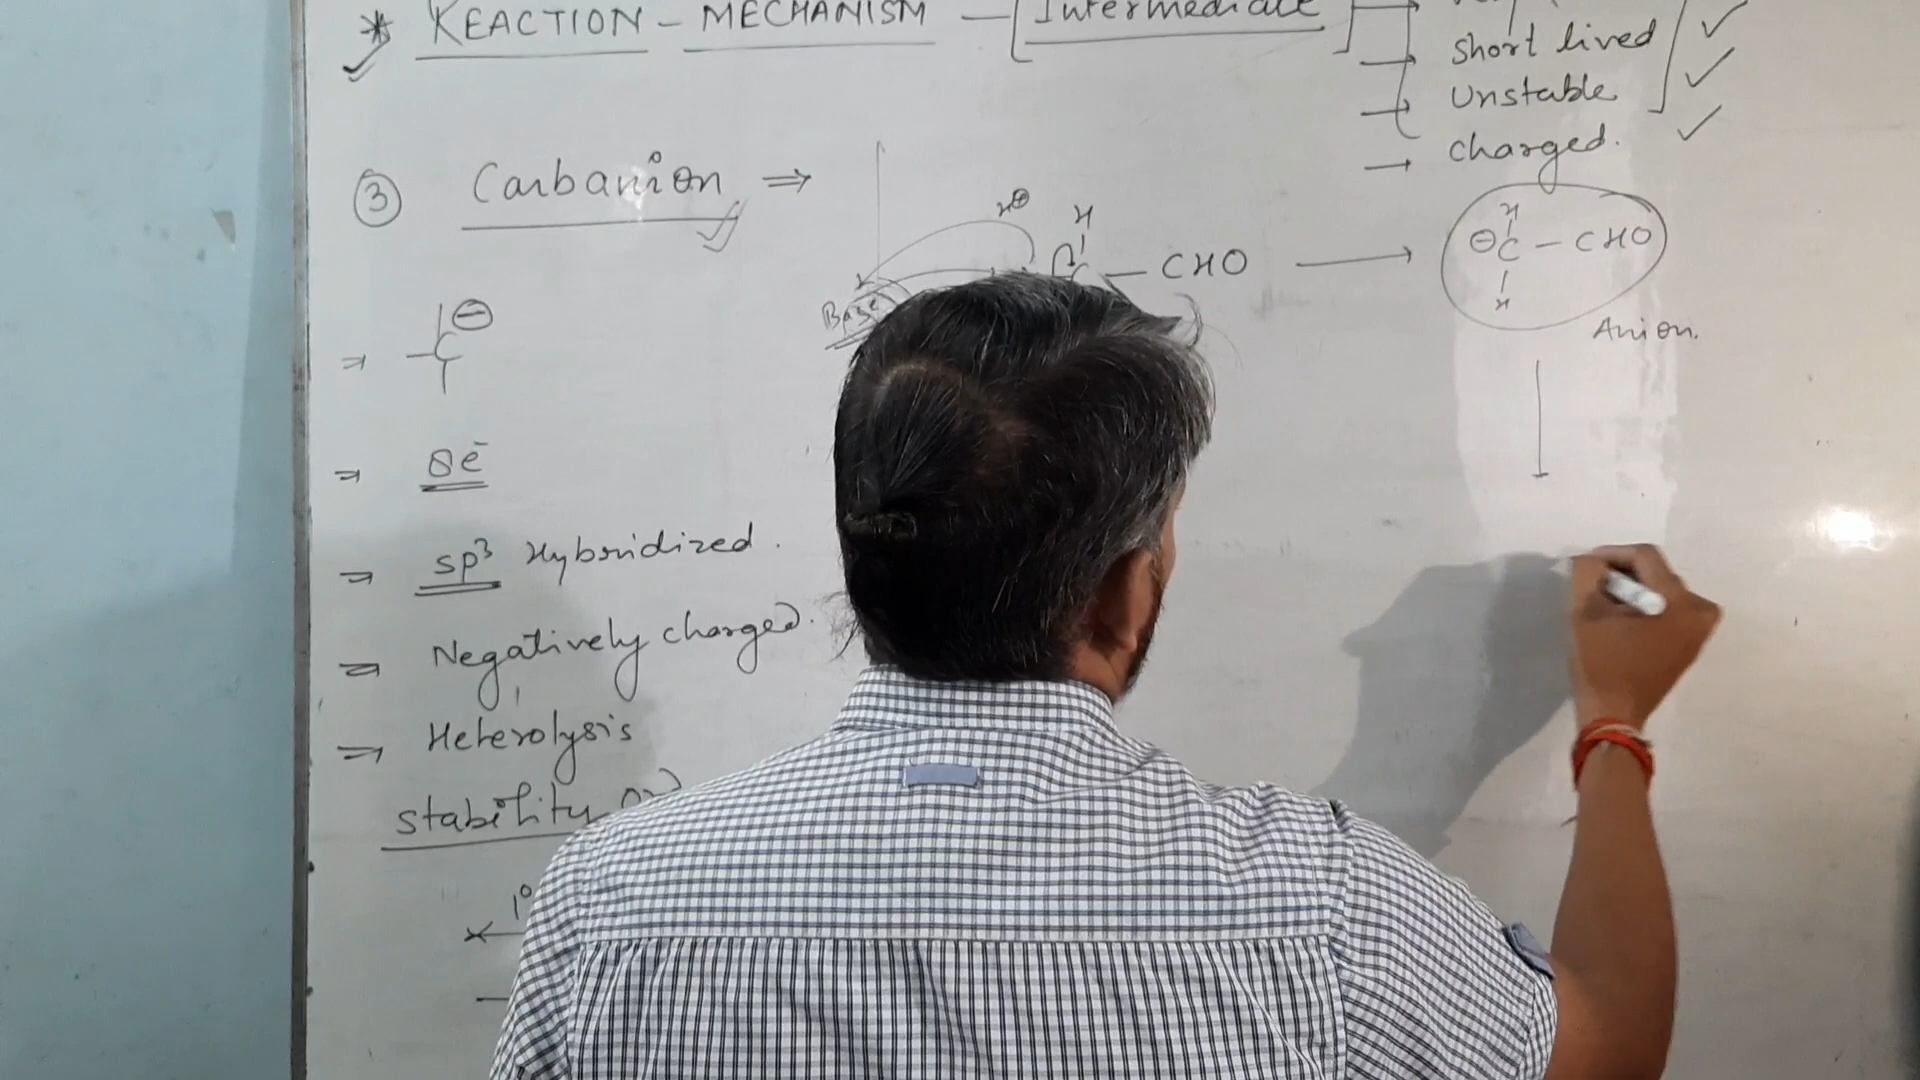 * REACTION - MECHANISM - [Intermediate]
→ short lived
→ Unstable
→ charged.
③ Carbanion ⇒
H⊕
H
C - CHO →
H
⊖C - CHO
H
Anion.
Base
⇒ - C ⊖
⇒ 8e⁻
⇒ sp³ Hybridized.
⇒ Negatively charged.
⇒ Heterolysis
stability
1°